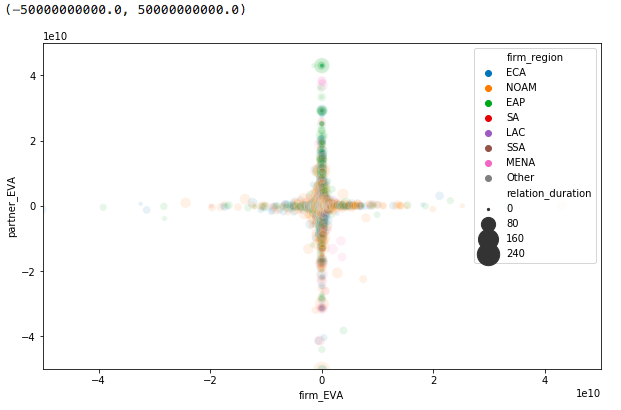 (-50000000000.0, 50000000000.0)
1e10
firm_region
ECA
NOAM
EAP
SA
LAC
SSA
MENA
Other
relation_duration
0
80
160
240
4
2
0
−2
−4
partner_EVA
−4
−2
0
2
4
firm_EVA
1e10